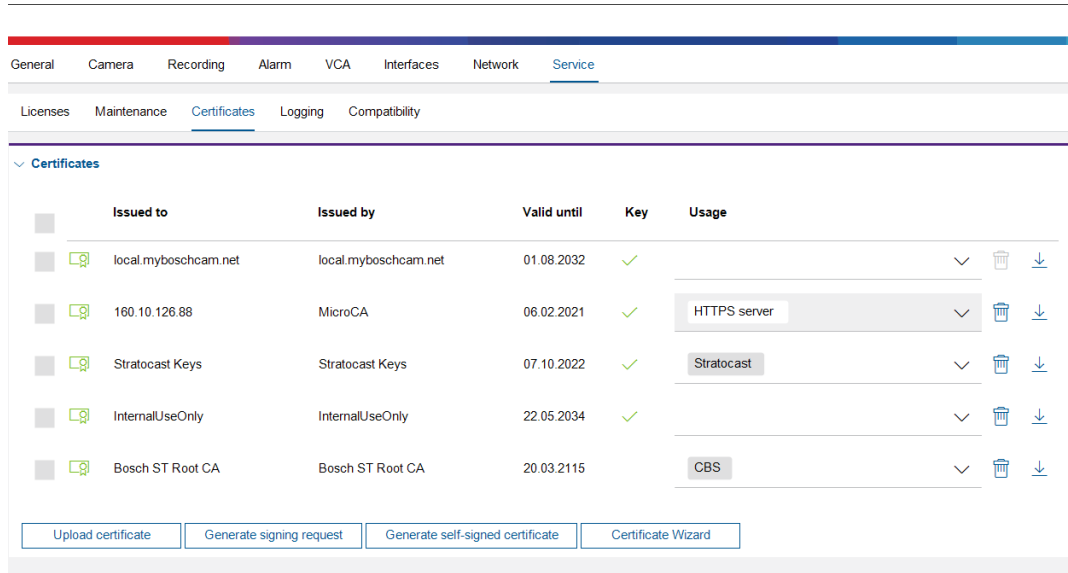 General Camera Recording Alarm VCA Interfaces Network Service
Licenses Maintenance Certificates Logging Compatibility
Certificates
Issued to Issued by Valid until Key Usage
local.myboschcam.net local.myboschcam.net 01.08.2032
160.10.126.88 MicroCA 06.02.2021 HTTPS server
Stratocast Keys Stratocast Keys 07.10.2022 Stratocast
InternalUseOnly InternalUseOnly 22.05.2034
Bosch ST Root CA Bosch ST Root CA 20.03.2115 CBS
Upload certificate Generate signing request Generate self-signed certificate Certificate Wizard